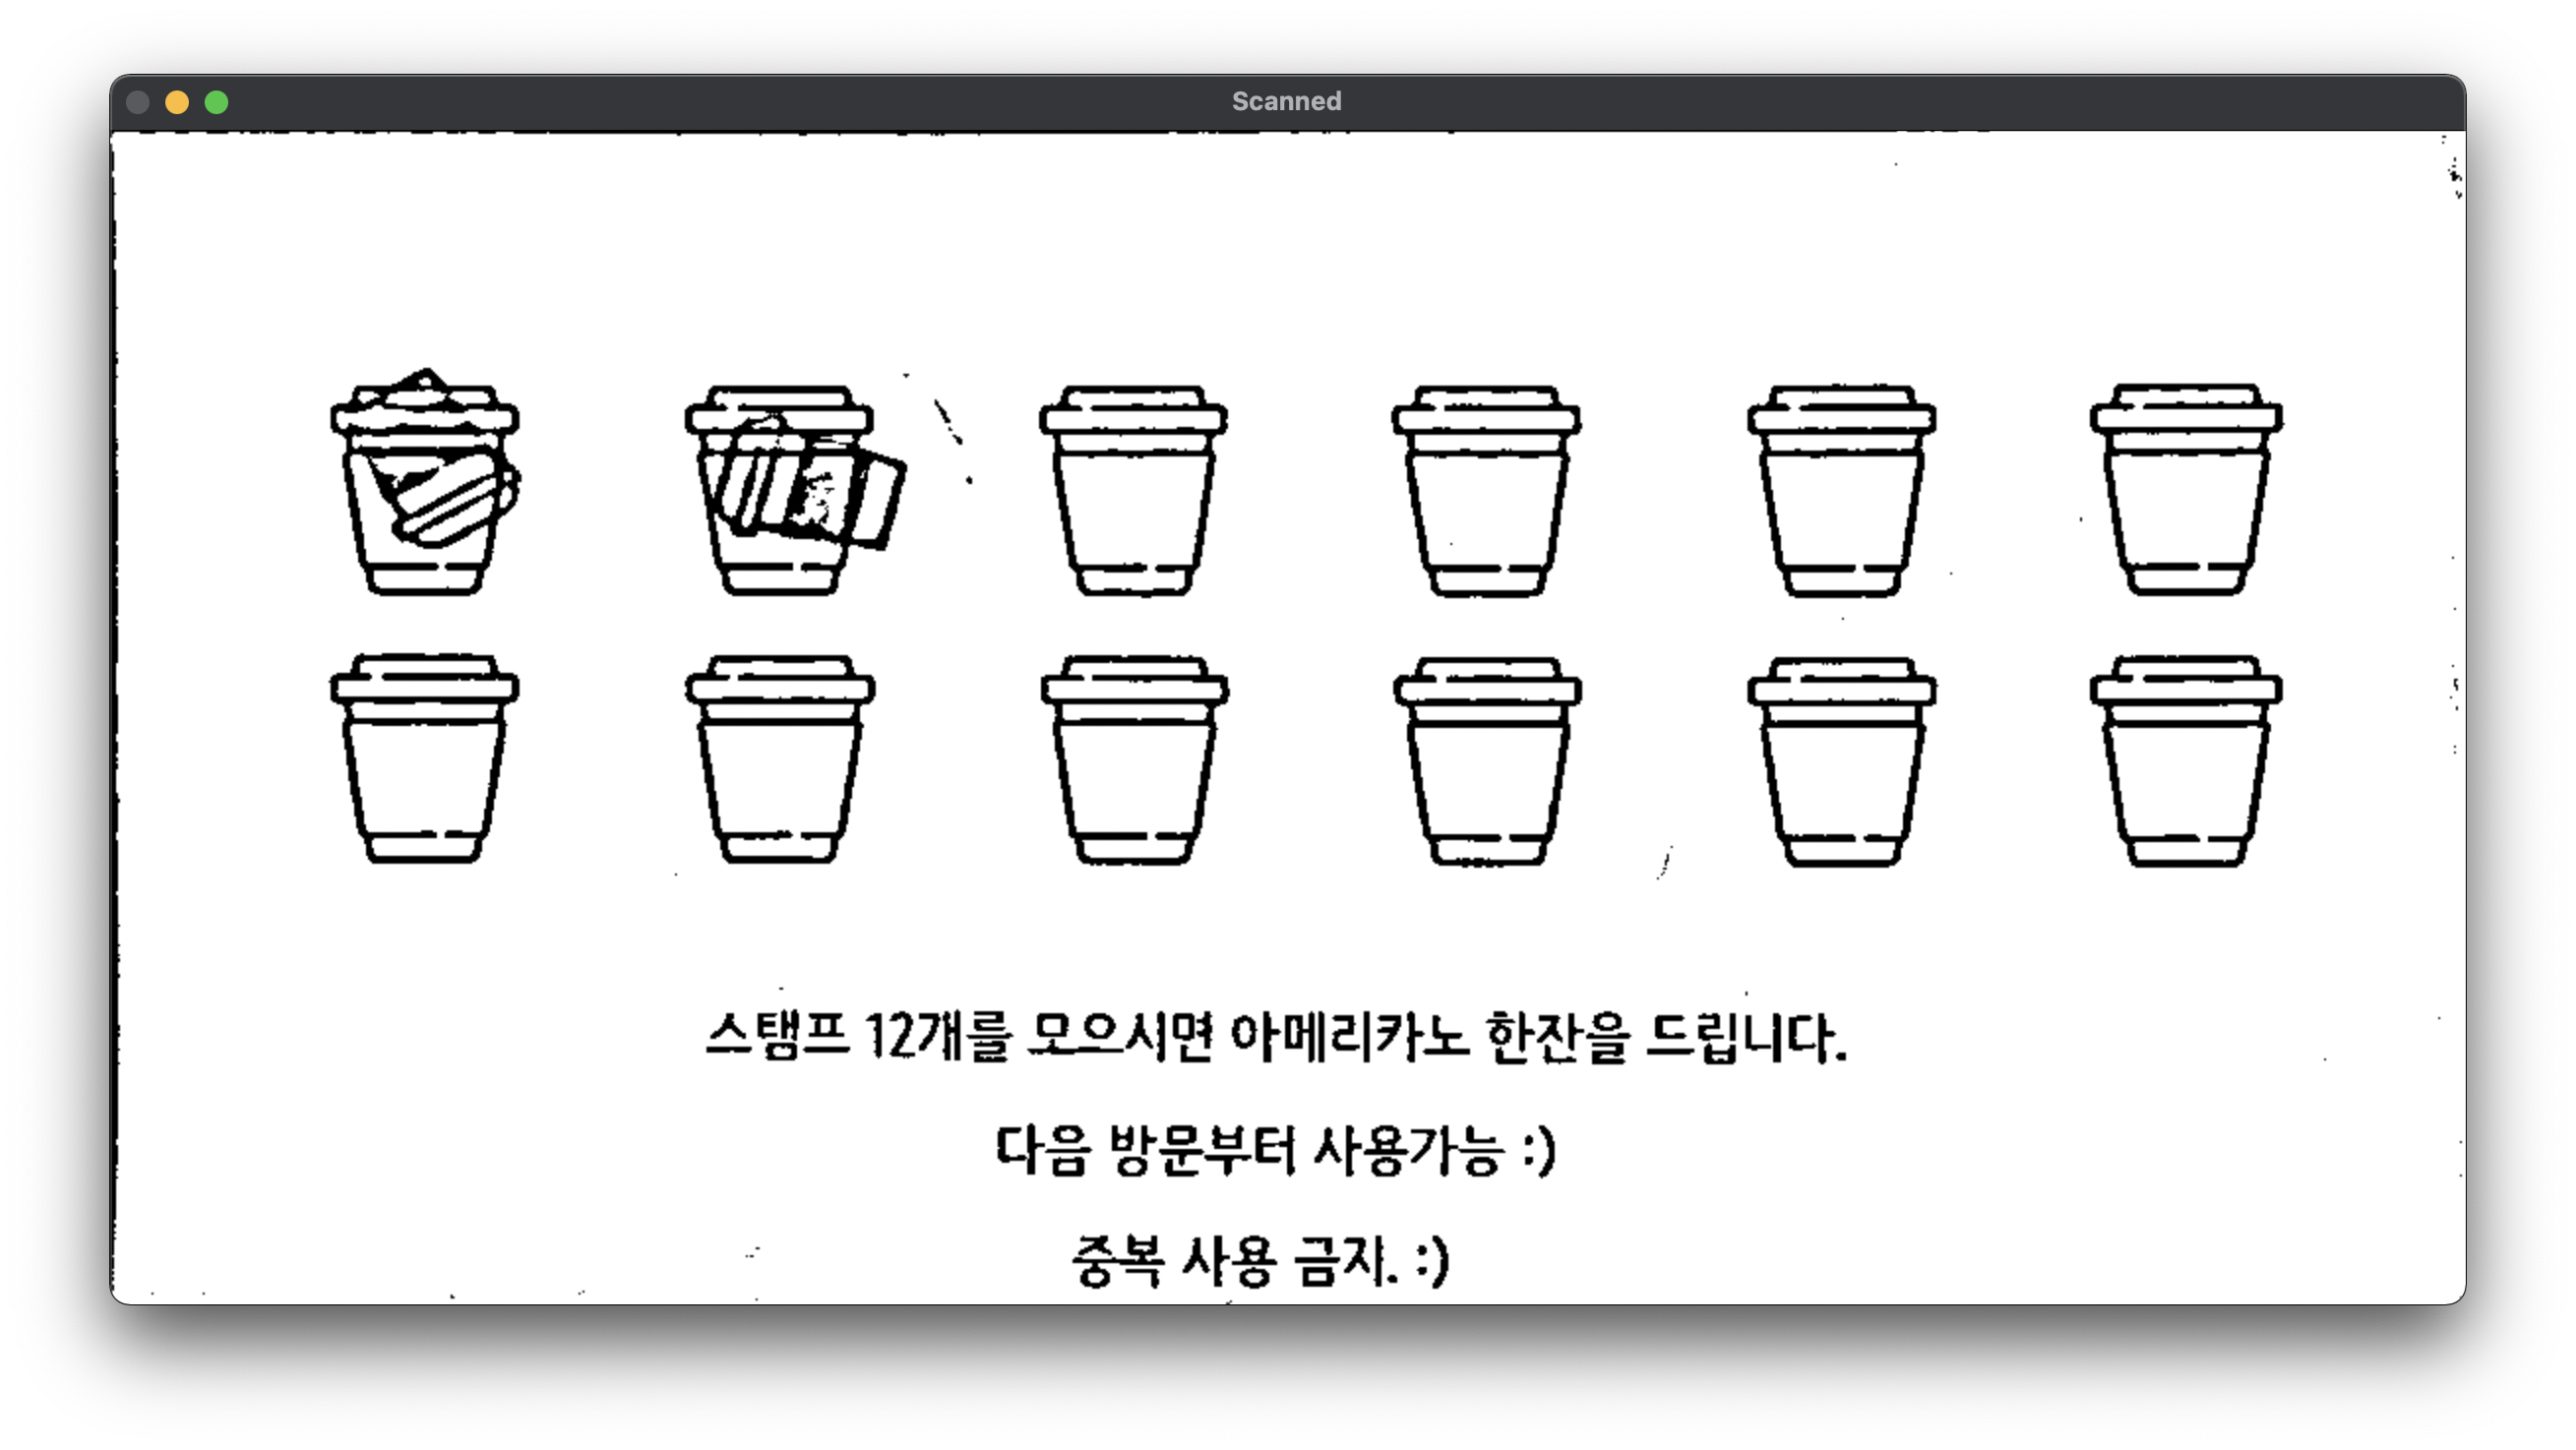 Scanned
스탬프 12개를 모으시면 아메리카노 한잔을 드립니다.
다음 방문부터 사용가능 :)
중복 사용 금지. :)